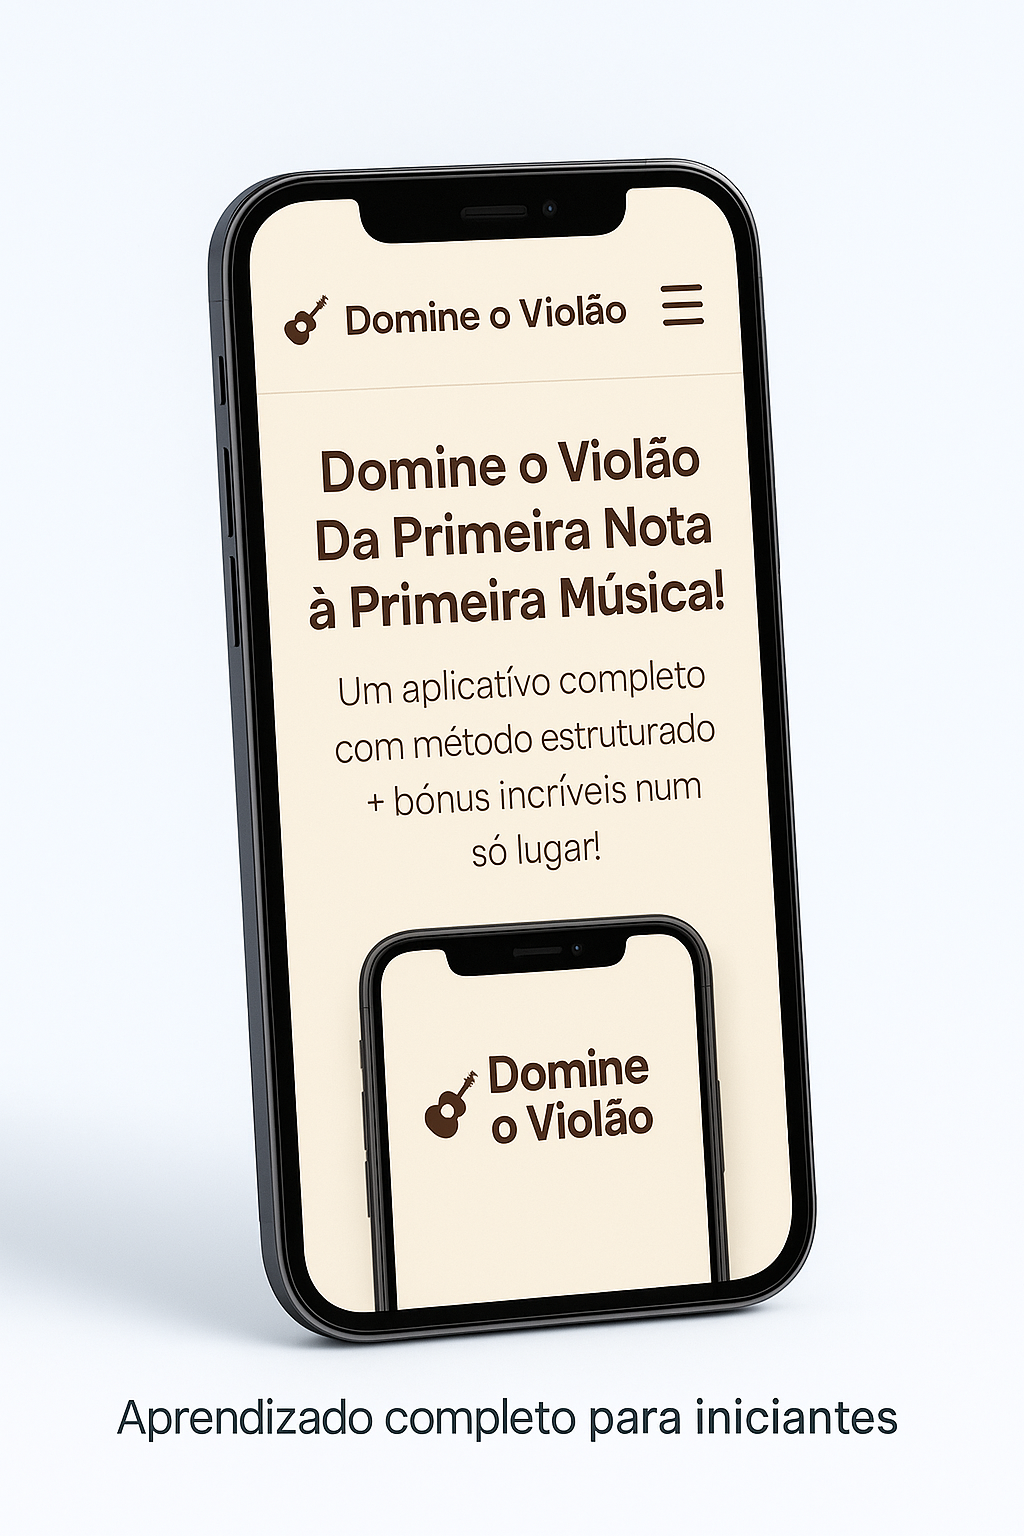 Domine o Violão
Domine o Violão
Da Primeira Nota
à Primeira Música!
Um aplicatívo completo
com método estruturado
+ bónus incríveis num
só lugar!
Domine
o Violão
Aprendizado completo para iniciantes